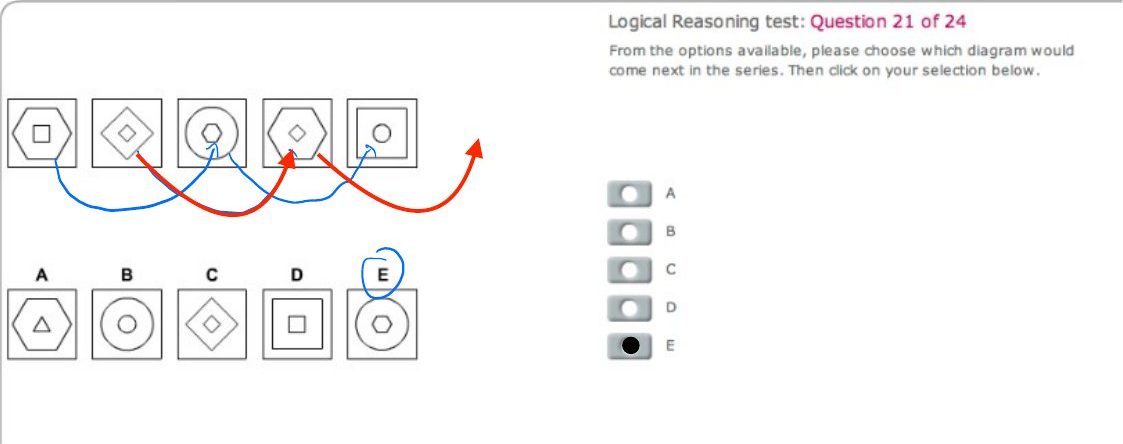 Logical Reasoning test: Question 21 of 24
From the options available, please choose which diagram would
come next in the series. Then click on your selection below.
A B C D E
A
B
C
D
E